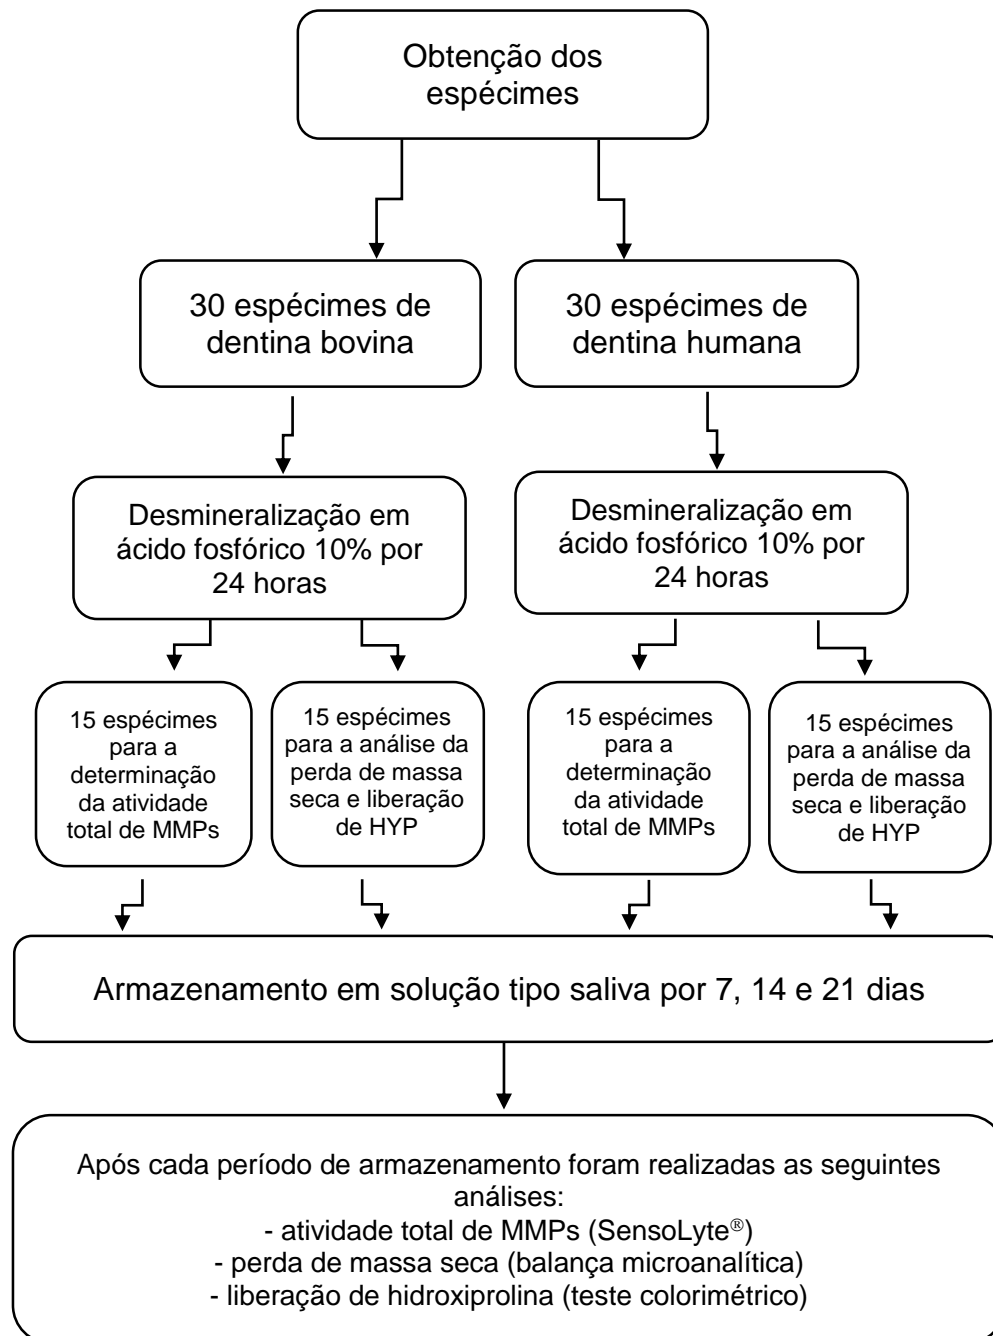 Obtenção dos
espécimes
30 espécimes de
dentina bovina
30 espécimes de
dentina humana
Desmineralização em
ácido fosfórico 10% por
24 horas
Desmineralização em
ácido fosfórico 10% por
24 horas
15 espécimes
para a
determinação
da atividade
total de MMPs
15 espécimes
para a análise da
perda de massa
seca e liberação
de HYP
15 espécimes
para a
determinação
da atividade
total de MMPs
15 espécimes
para a análise da
perda de massa
seca e liberação
de HYP
Armazenamento em solução tipo saliva por 7, 14 e 21 dias
Após cada período de armazenamento foram realizadas as seguintes
análises:
- atividade total de MMPs (SensoLyte®)
- perda de massa seca (balança microanalítica)
- liberação de hidroxiprolina (teste colorimétrico)